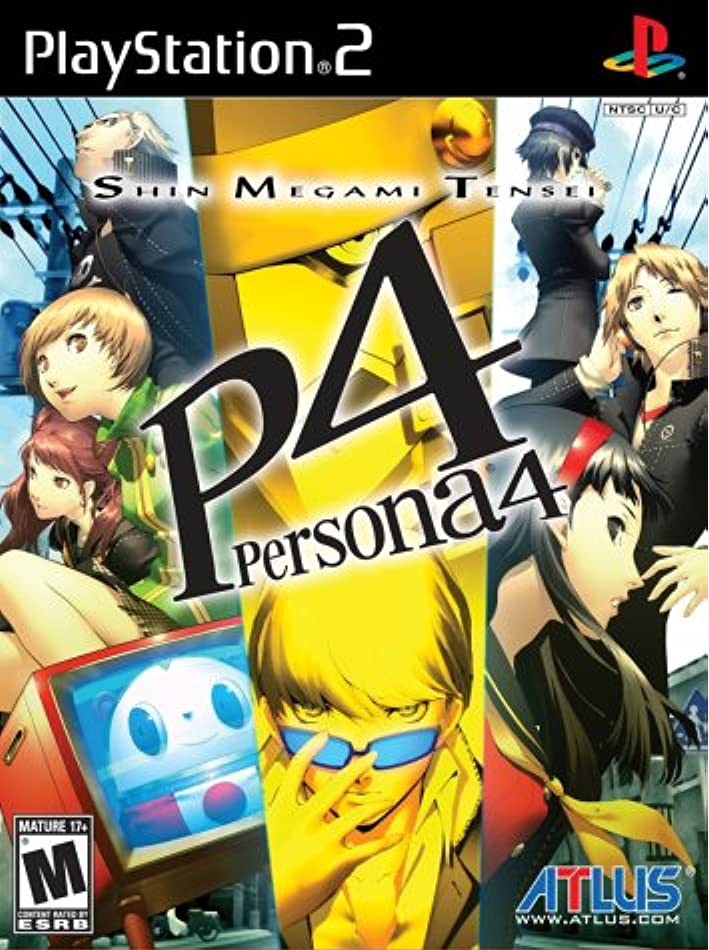 PlayStation®2
NTSC U/C
SHIN MEGAMI TENSEI®
P4
persona4®
MATURE 17+
M®
CONTENT RATED BY
ESRB
ATLUS®
WWW.ATLUS.COM